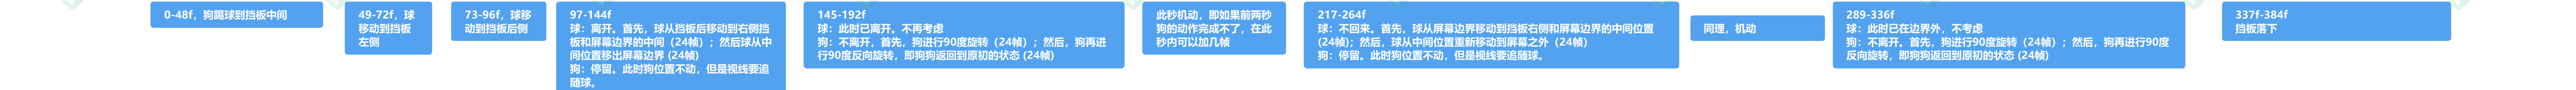 0-48f，狗踢球到挡板中间
49-72f，球
移动到挡板
左侧
73-96f，球移
动到挡板后侧
97-144f
球：离开。首先，球从挡板后移动到右侧挡
板和屏幕边界的中间（24帧）；然后球从中
间位置移出屏幕边界 (24帧)
狗：停留。此时狗位置不动，但是视线要追
随球。
145-192f
球：此时已离开。不再考虑
狗：不离开，首先，狗进行90度旋转（24帧）；然后，狗再进
行90度反向旋转，即狗狗返回到原初的状态 (24帧)
此秒机动，即如果前两秒
狗的动作完成不了，在此
秒内可以加几帧
217-264f
球：不回来。首先，球从屏幕边界移动到挡板右侧和屏幕边界的中间位置
(24帧)；然后，球从中间位置重新移动到屏幕之外（24帧）
狗：停留。此时狗位置不动，但是视线要追随球。
同理，机动
289-336f
球：此时已在边界外，不考虑
狗：不离开。首先，狗进行90度旋转（24帧）；然后，狗再进行90度
反向旋转，即狗狗返回到原初的状态 (24帧)
337f-384f
挡板落下